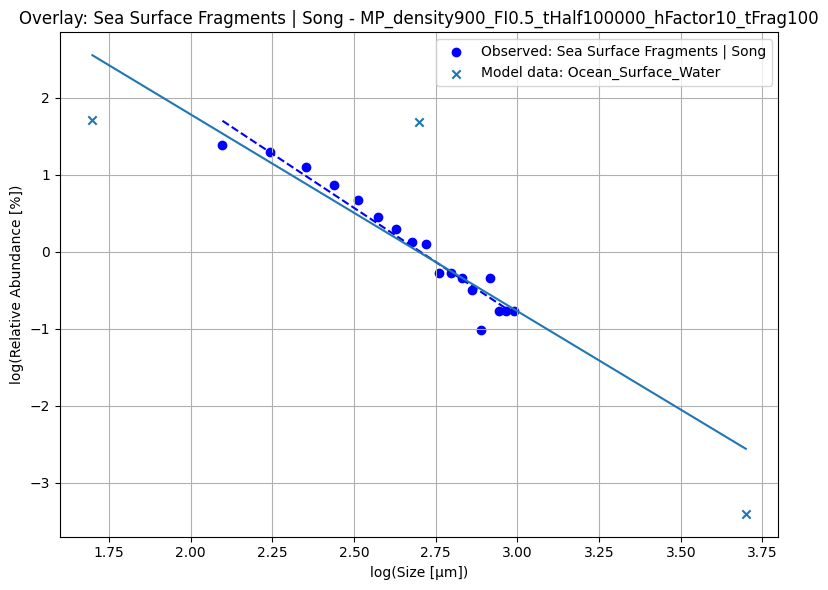 Overlay: Sea Surface Fragments | Song - MP_density900_FI0.5_tHalf100000_hFactor10_tFrag100
Observed: Sea Surface Fragments | Song
Model data: Ocean_Surface_Water
log(Relative Abundance [%])
2
1
0
−1
−2
−3
1.75 2.00 2.25 2.50 2.75 3.00 3.25 3.50 3.75
log(Size [μm])